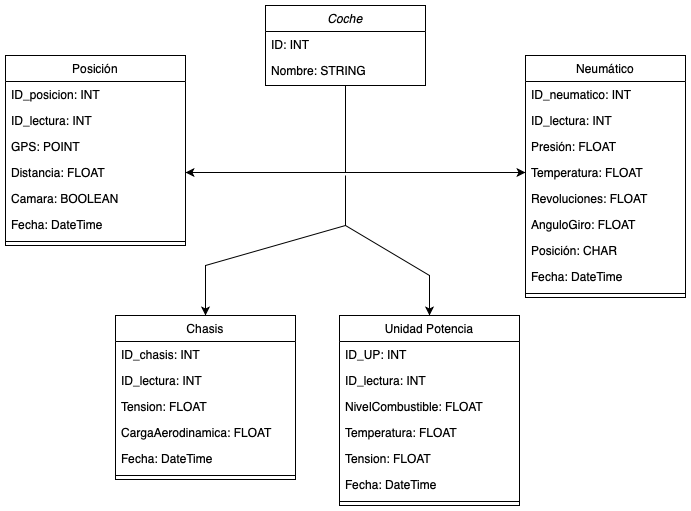 Coche
ID: INT
Nombre: STRING
Posición
ID_posicion: INT
ID_lectura: INT
GPS: POINT
Distancia: FLOAT
Camara: BOOLEAN
Fecha: DateTime
Neumático
ID_neumatico: INT
ID_lectura: INT
Presión: FLOAT
Temperatura: FLOAT
Revoluciones: FLOAT
AnguloGiro: FLOAT
Posición: CHAR
Fecha: DateTime
Chasis
ID_chasis: INT
ID_lectura: INT
Tension: FLOAT
CargaAerodinamica: FLOAT
Fecha: DateTime
Unidad Potencia
ID_UP: INT
ID_lectura: INT
NivelCombustible: FLOAT
Temperatura: FLOAT
Tension: FLOAT
Fecha: DateTime